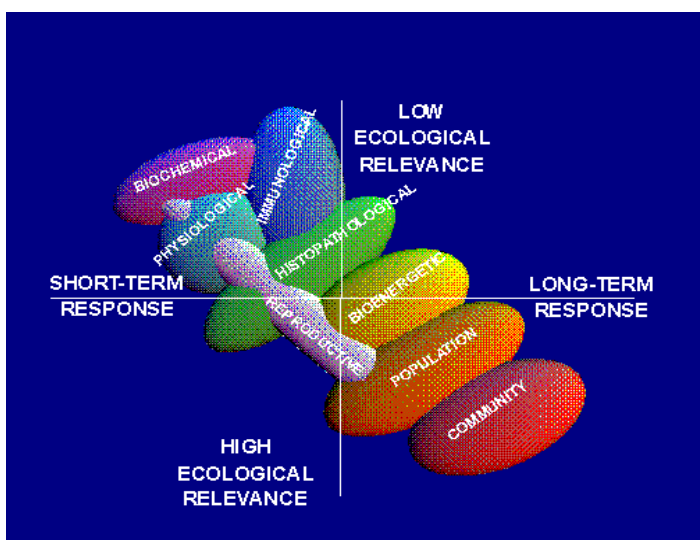 LOW
ECOLOGICAL
RELEVANCE
BIOCHEMICAL
IMMUNOLOGICAL
PHYSIOLOGICAL
HISTOPATHOLOGICAL
SHORT-TERM
RESPONSE
LONG-TERM
RESPONSE
BIOENERGETIC
REPRODUCTIVE
POPULATION
COMMUNITY
HIGH
ECOLOGICAL
RELEVANCE